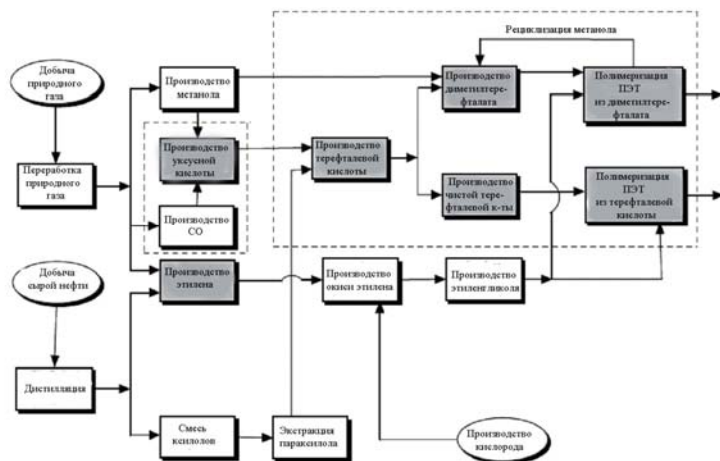 Рециклизация метанола
Добыча
природного
газа
Производство
метанола
Производство
диметилтере-
фталата
Полимеризация
ПЭТ
из диметилтере-
фталата
Производство
уксусной
кислоты
Производство
терефталевой
кислоты
Переработка
природного
газа
Производство
чистой тере-
фталевой к-ты
Полимеризация
ПЭТ
из терефталевой
кислоты
Производство
СО
Добыча
сырой нефти
Производство
этилена
Производство
окиси этилена
Производство
этиленгликоля
Дистилляция
Смесь
ксилолов
Экстракция
параксилола
Производство
кислорода